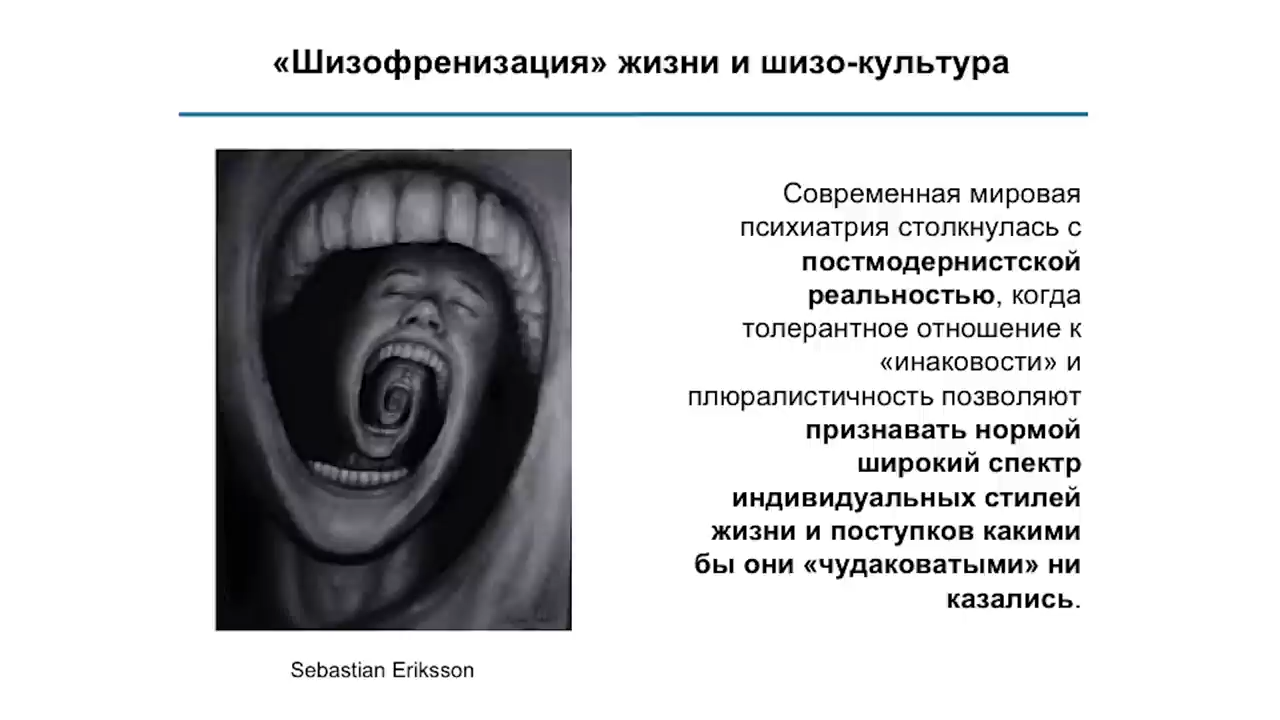 «Шизофренизация» жизни и шизо-культура
Современная мировая
психиатрия столкнулась с
постмодернистской
реальностью, когда
толерантное отношение к
«инаковости» и
плюралистичность позволяют
признавать нормой
широкий спектр
индивидуальных стилей
жизни и поступков какими
бы они «чудаковатыми» ни
казались.
Sebastian Eriksson